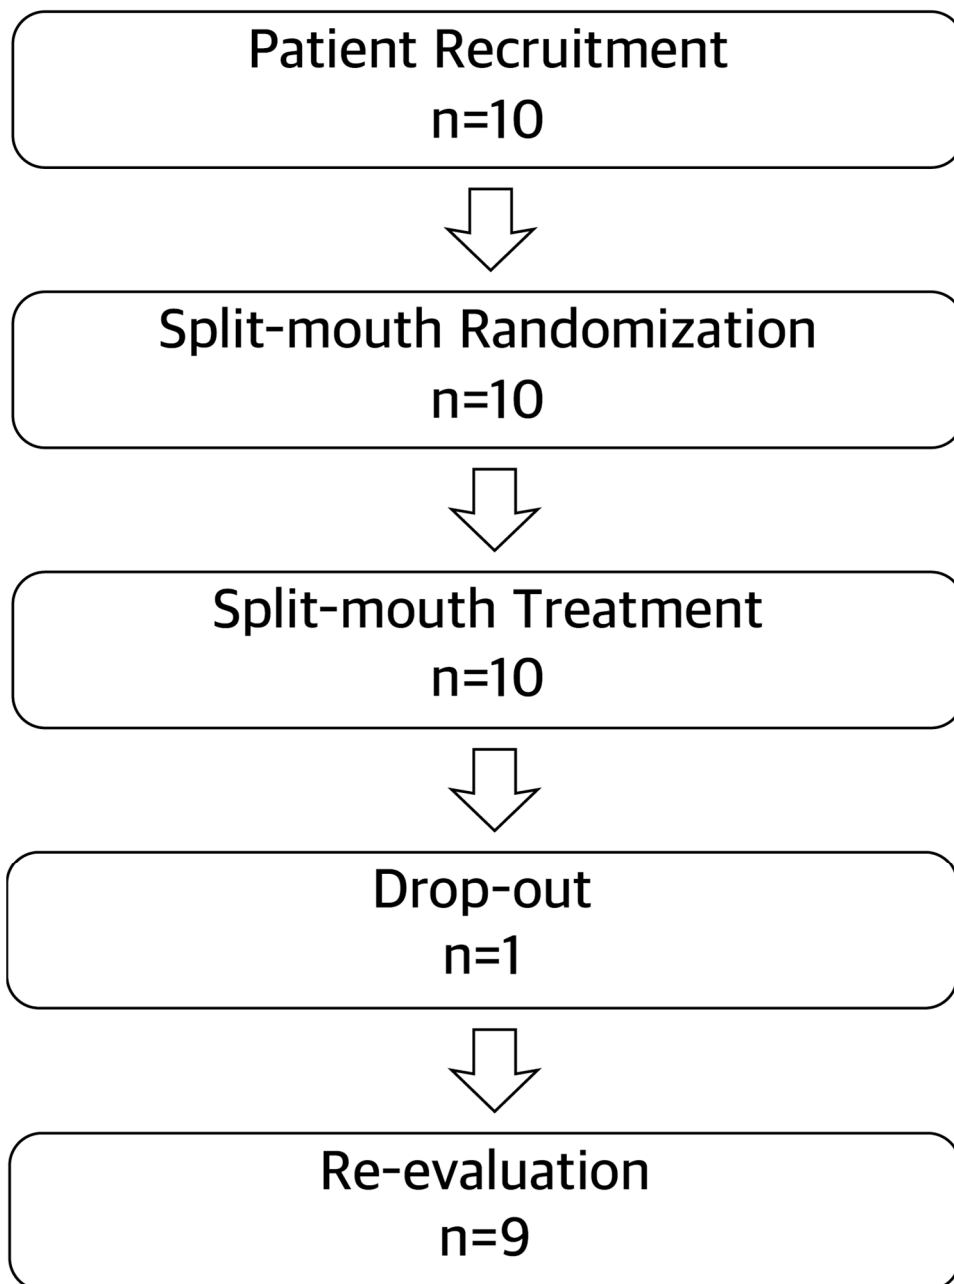 Patient Recruitment
n=10
Split-mouth Randomization
n=10
Split-mouth Treatment
n=10
Drop-out
n=1
Re-evaluation
n=9